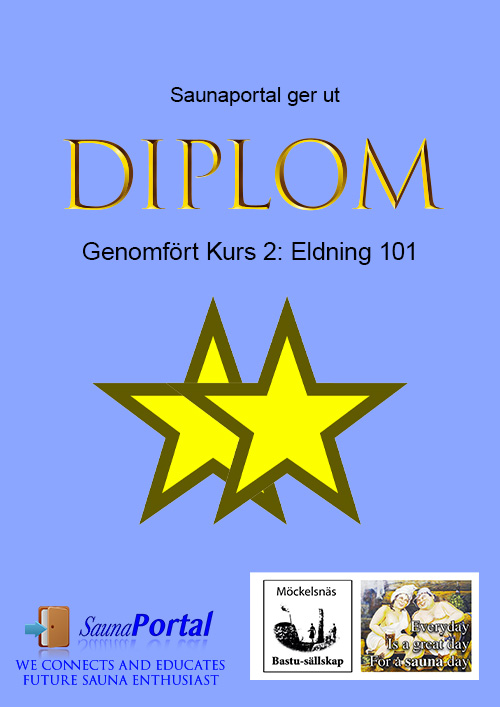 Saunaportal ger ut
DIPLOM
Genomfört Kurs 2: Eldning 101
SaunaPortal
WE CONNECTS AND EDUCATES
FUTURE SAUNA ENTHUSIAST
Möckelsnäs
Bastu-sällskap
Everyday
Is a great day
For a sauna day